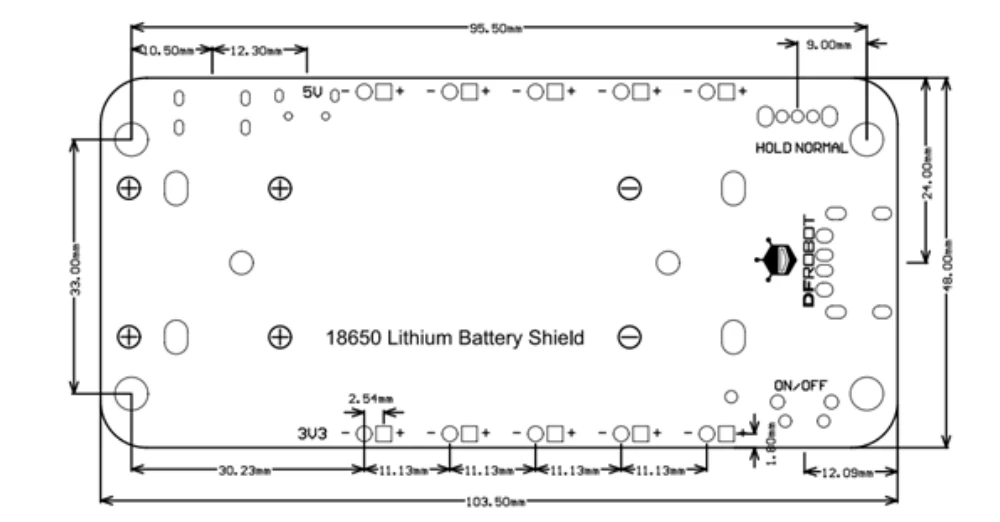 95.50mm
10.50mm 12.30mm 9.00mm
5V - + - + - + - + - +
HOLD NORMAL
24.00mm
48.00mm
33.00mm
DFROBOT
18650 Lithium Battery Shield
ON/OFF
2.54mm
3V3 - + - + - + - + - +
1.80mm
30.23mm 11.13mm 11.13mm 11.13mm 11.13mm 12.09mm
103.50mm